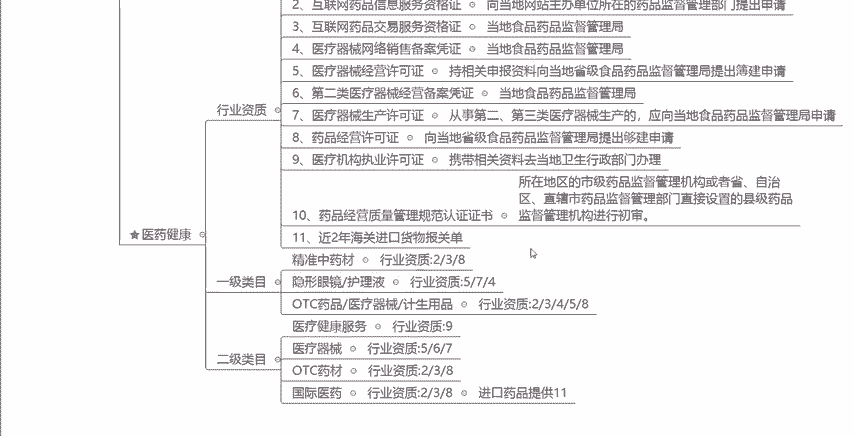 2、互联网药品信息服务资格证 向当地网站主办单位所在的药品监督管理部门提出申请
3、互联网药品交易服务资格证 当地食品药品监督管理局
4、医疗器械网络销售备案凭证 当地食品药品监督管理局
5、医疗器械经营许可证 持相关申报资料向当地省级食品药品监督管理局提出簿建申请
6、第二类医疗器械经营备案凭证 当地食品药品监督管理局
行业资质
7、医疗器械生产许可证 从事第二、第三类医疗器械生产的，应向当地食品药品监督管理局申请
8、药品经营许可证 向当地省级食品药品监督管理局提出够建申请
9、医疗机构执业许可证 携带相关资料去当地卫生行政部门办理
所在地区的市级药品监督管理机构或者省、自治
区、直辖市药品监督管理部门直接设置的县级药品
监督管理机构进行初审。
10、药品经营质量管理规范认证证书
11、近2年海关进口货物报关单
医药健康
精准中药材 行业资质:2/3/8
一级类目
隐形眼镜/护理液 行业资质:5/7/4
OTC药品/医疗器械/计生用品 行业资质:2/3/4/5/8
医疗健康服务 行业资质:9
医疗器械 行业资质:5/6/7
二级类目
OTC药材 行业资质:2/3/8
国际医药 行业资质:2/3/8 进口药品提供11